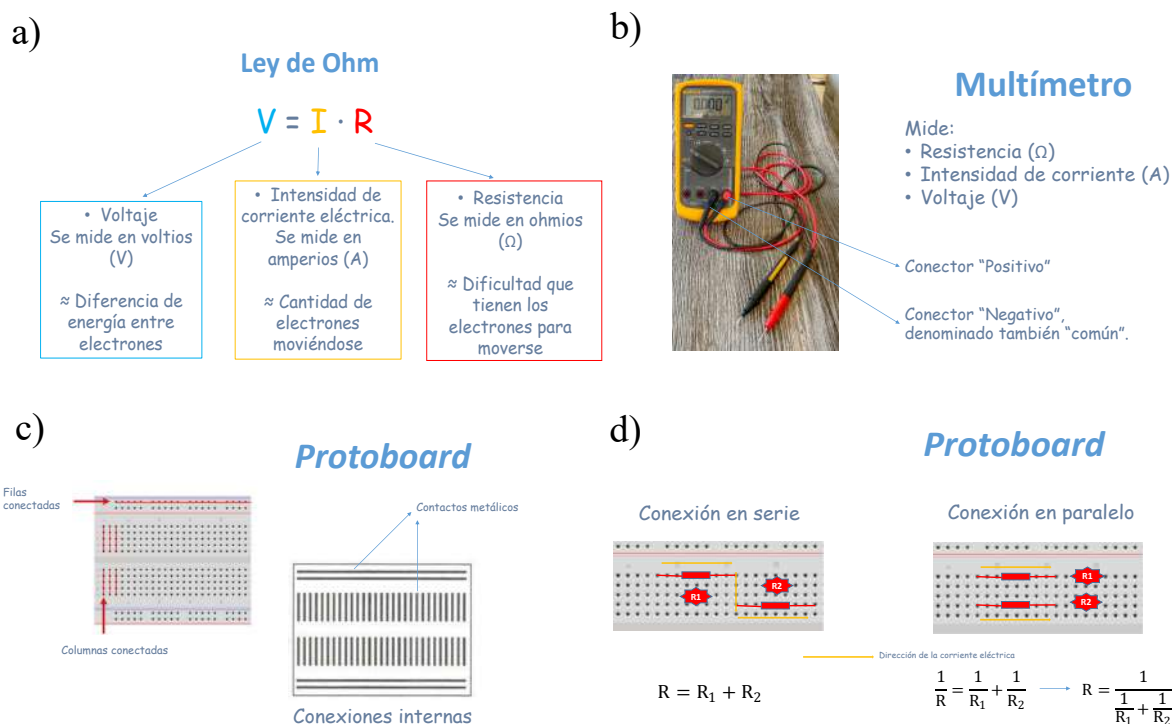 a)
Ley de Ohm
V = I · R
• Voltaje
Se mide en voltios
(V)
≈ Diferencia de
energía entre
electrones
• Intensidad de
corriente eléctrica.
Se mide en
amperios (A)
≈ Cantidad de
electrones
moviéndose
• Resistencia
Se mide en ohmios
(Ω)
≈ Dificultad que
tienen los
electrones para
moverse
b)
Multímetro
Mide:
• Resistencia (Ω)
• Intensidad de corriente (A)
• Voltaje (V)
Conector “Positivo”
Conector “Negativo”,
denominado también “común”.
c)
Protoboard
Filas
conectadas
Columnas conectadas
Contactos metálicos
Conexiones internas
d)
Protoboard
Conexión en serie
R1
R2
Conexión en paralelo
R1
R2
Dirección de la corriente eléctrica
R = R₁ + R₂
1/R = 1/R₁ + 1/R₂ → R = 1/(1/R₁ + 1/R₂)